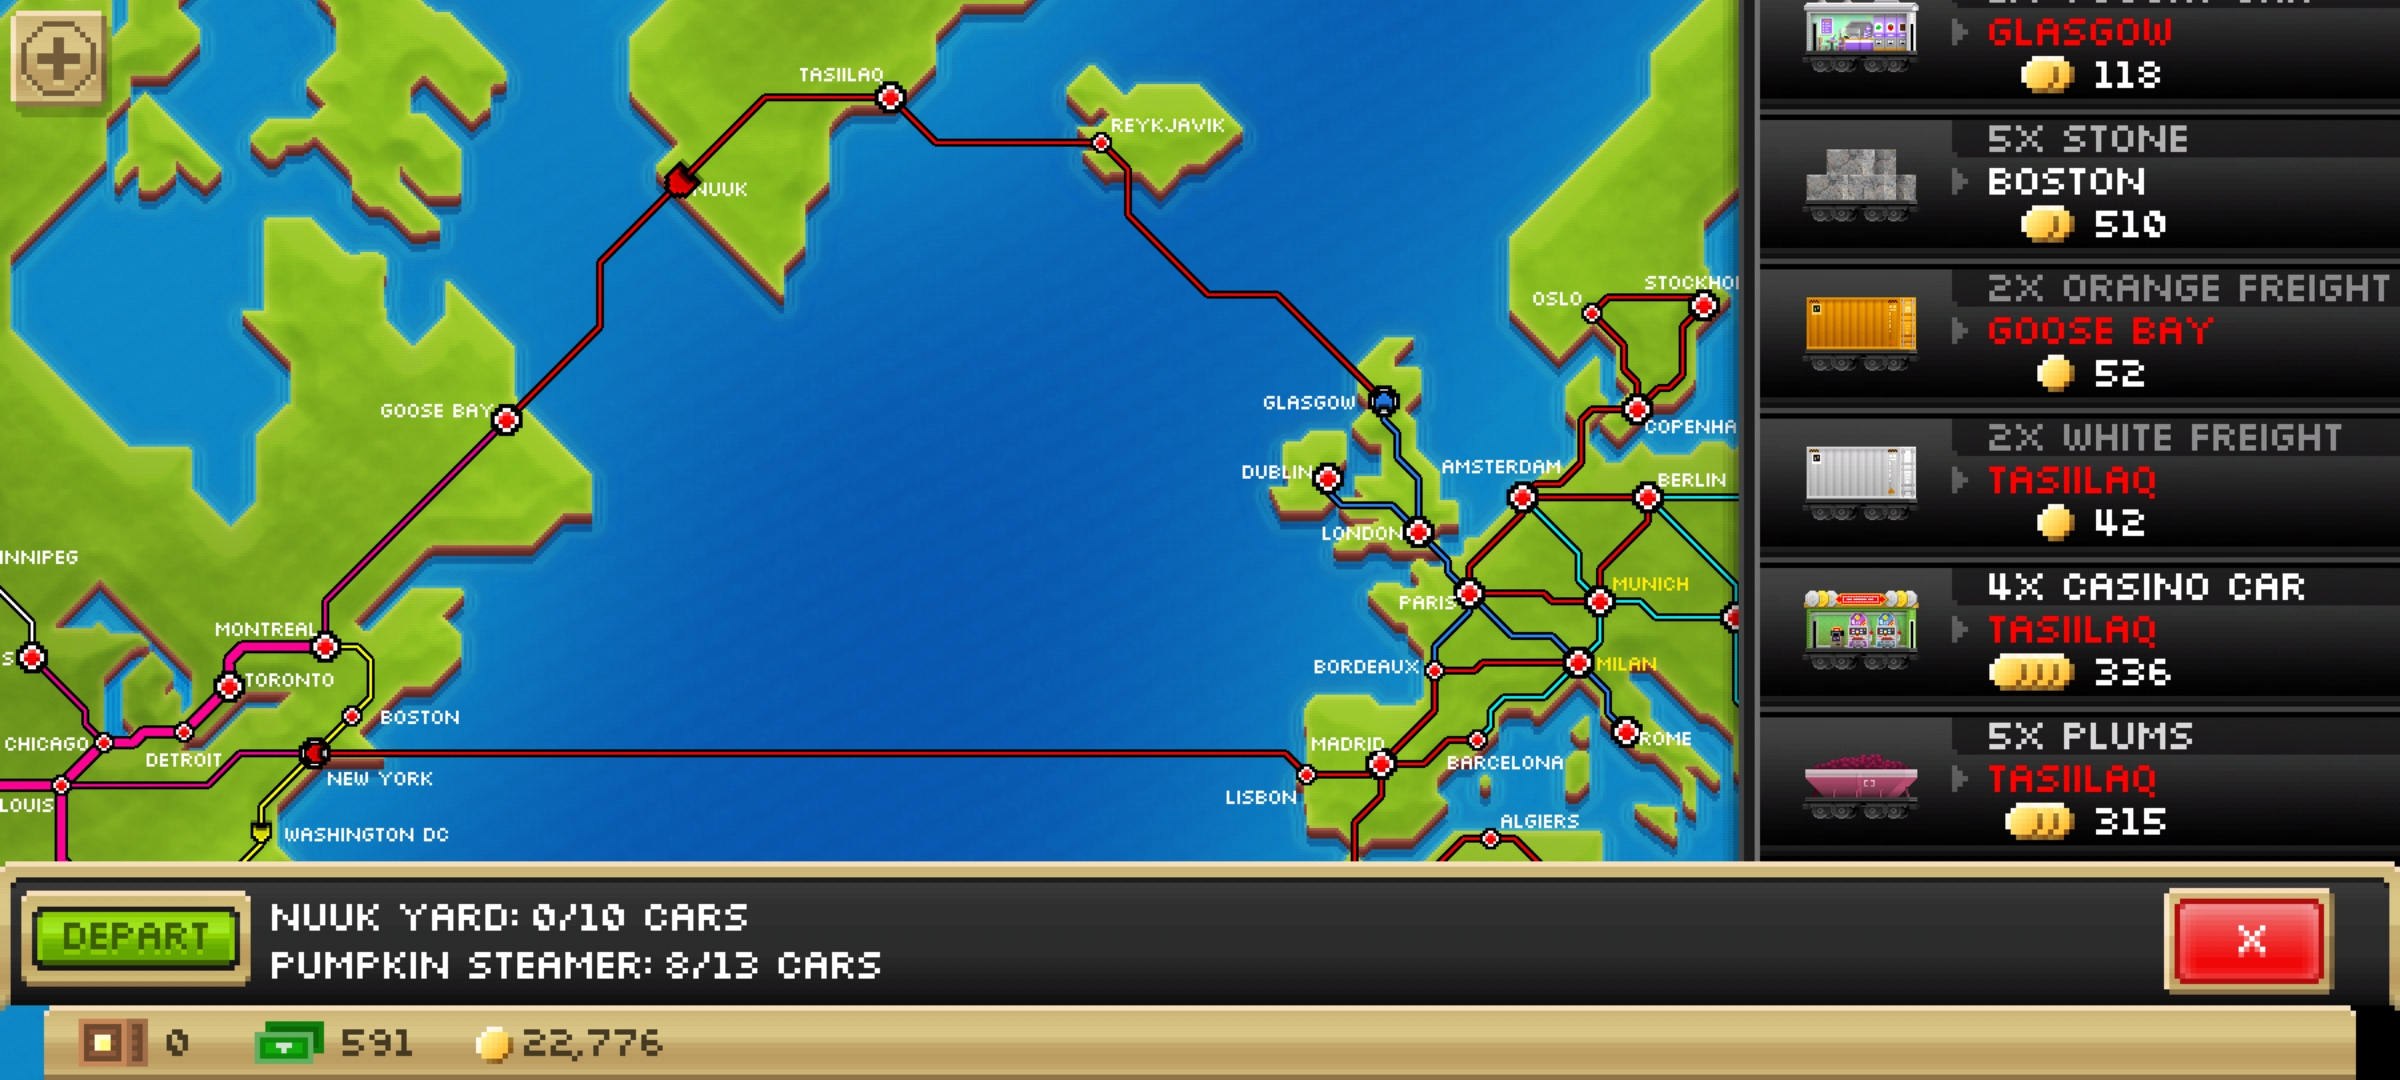 TASIILAQ
REYKJAVIK
NUUK
STOCKHO
OSLO
GOOSE BAY
GLASGOW
COPENHA
AMSTERDAM
DUBLIN
BERLIN
LONDON
INNIPEG
MUNICH
PARIS
MONTREAL
S
MILAN
BORDEAUX
TORONTO
BOSTON
ROME
CHICAGO
MADRID
DETROIT
BARCELONA
NEW YORK
LISBON
LOUIS
ALGIERS
WASHINGTON DC
GLASGOW
118
5X STONE
BOSTON
510
2X ORANGE FREIGHT
GOOSE BAY
52
2X WHITE FREIGHT
TASIILAQ
42
4X CASINO CAR
TASIILAQ
336
5X PLUMS
TASIILAQ
315
DEPART
NUUK YARD: 0/10 CARS
PUMPKIN STEAMER: 8/13 CARS
X
0
591
22,776